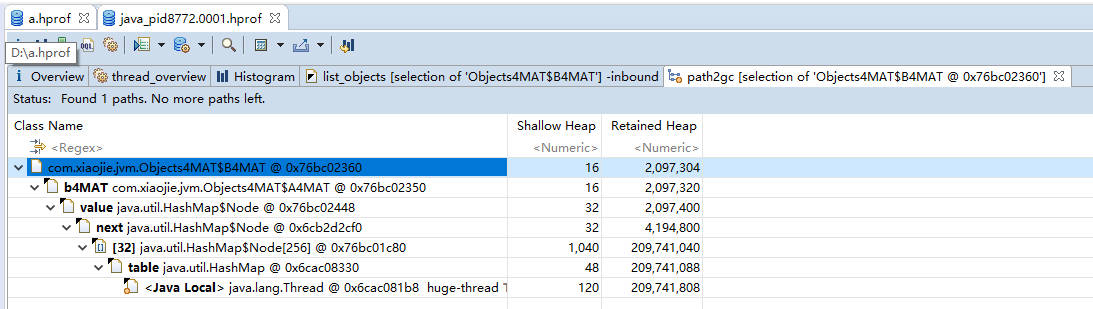 a.hprof java_pid8772.0001.hprof
D:\a.hprof
i Overview thread_overview Histogram list_objects [selection of 'Objects4MAT$B4MAT'] -inbound path2gc [selection of 'Objects4MAT$B4MAT @ 0x76bc02360']
Status: Found 1 paths. No more paths left.
Class Name Shallow Heap Retained Heap
<Regex> <Numeric> <Numeric>
com.xiaojie.jvm.Objects4MAT$B4MAT @ 0x76bc02360 16 2,097,304
b4MAT com.xiaojie.jvm.Objects4MAT$A4MAT @ 0x76bc02350 16 2,097,320
value java.util.HashMap$Node @ 0x76bc02448 32 2,097,400
next java.util.HashMap$Node @ 0x6cb2d2cf0 32 4,194,800
[32] java.util.HashMap$Node[256] @ 0x76bc01c80 1,040 209,741,040
table java.util.HashMap @ 0x6cac08330 48 209,741,088
<Java Local> java.lang.Thread @ 0x6cac081b8 huge-thread 120 209,741,808